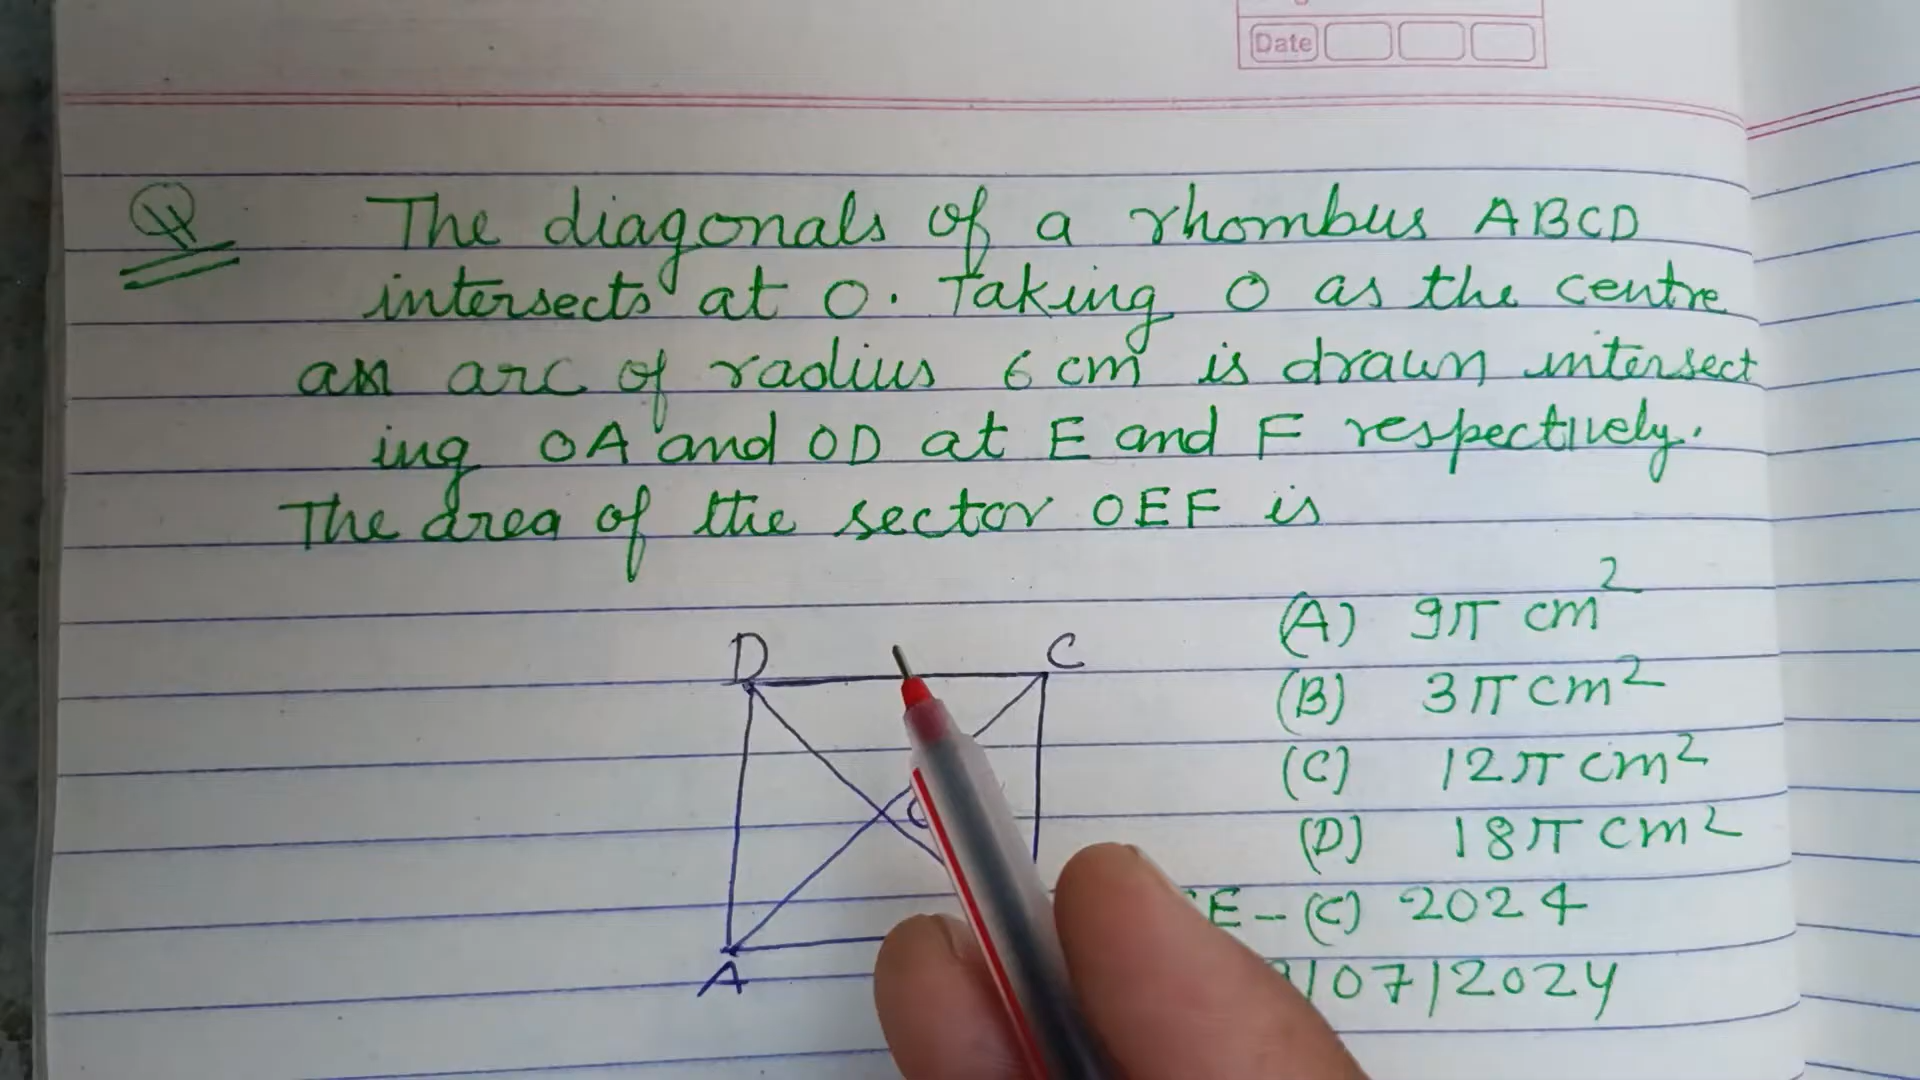 Date
Q The diagonals of a rhombus ABCD
intersects at O. Taking O as the centre
an arc of radius 6 cm is drawn intersect
ing OA and OD at E and F respectively.
The area of the sector OEF is
(A) 9π cm²
(B) 3π cm²
(C) 12π cm²
(D) 18π cm²
D C
A
E-(C) 2024
/07/2024